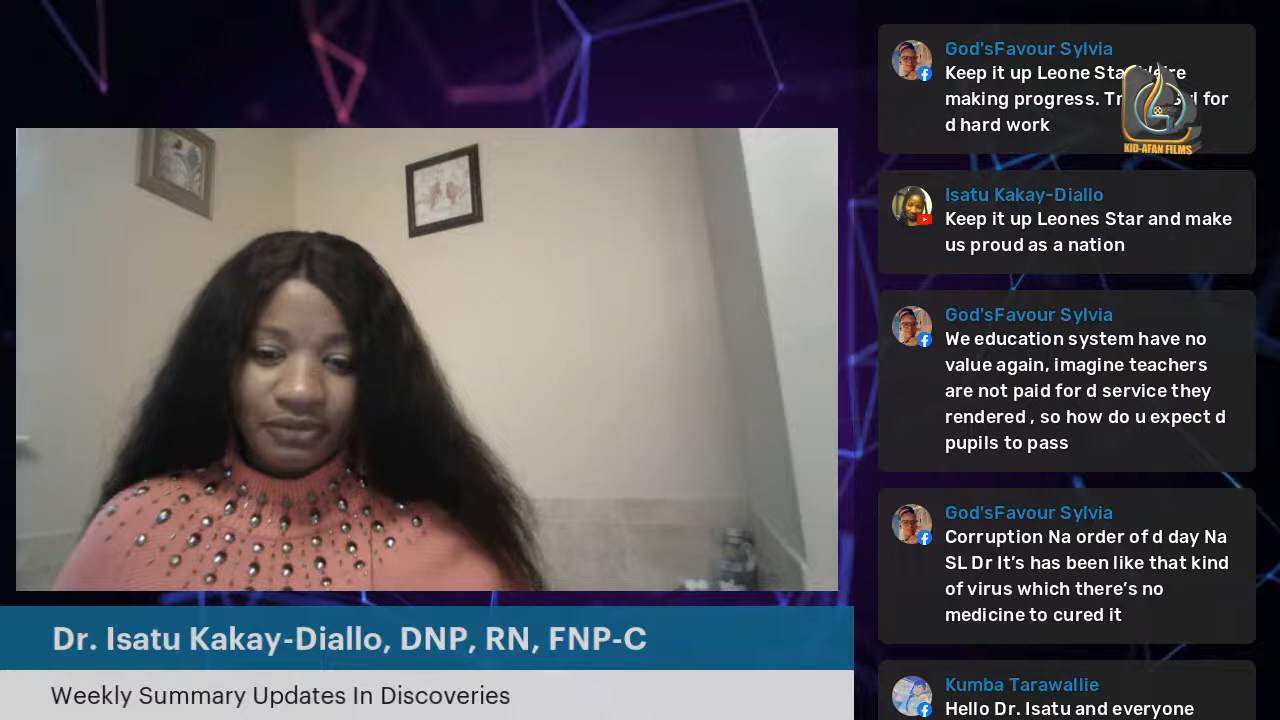 God'sFavour Sylvia
Keep it up Leone Star We're
making progress. for
d hard work
KID-AFAN FILMS
Isatu Kakay-Diallo
Keep it up Leones Star and make
us proud as a nation
God'sFavour Sylvia
We education system have no
value again, imagine teachers
are not paid for d service they
rendered , so how do u expect d
pupils to pass
God'sFavour Sylvia
Corruption Na order of d day Na
SL Dr It’s has been like that kind
of virus which there’s no
medicine to cured it
Kumba Tarawallie
Hello Dr. Isatu and everyone
Dr. Isatu Kakay-Diallo, DNP, RN, FNP-C
Weekly Summary Updates In Discoveries